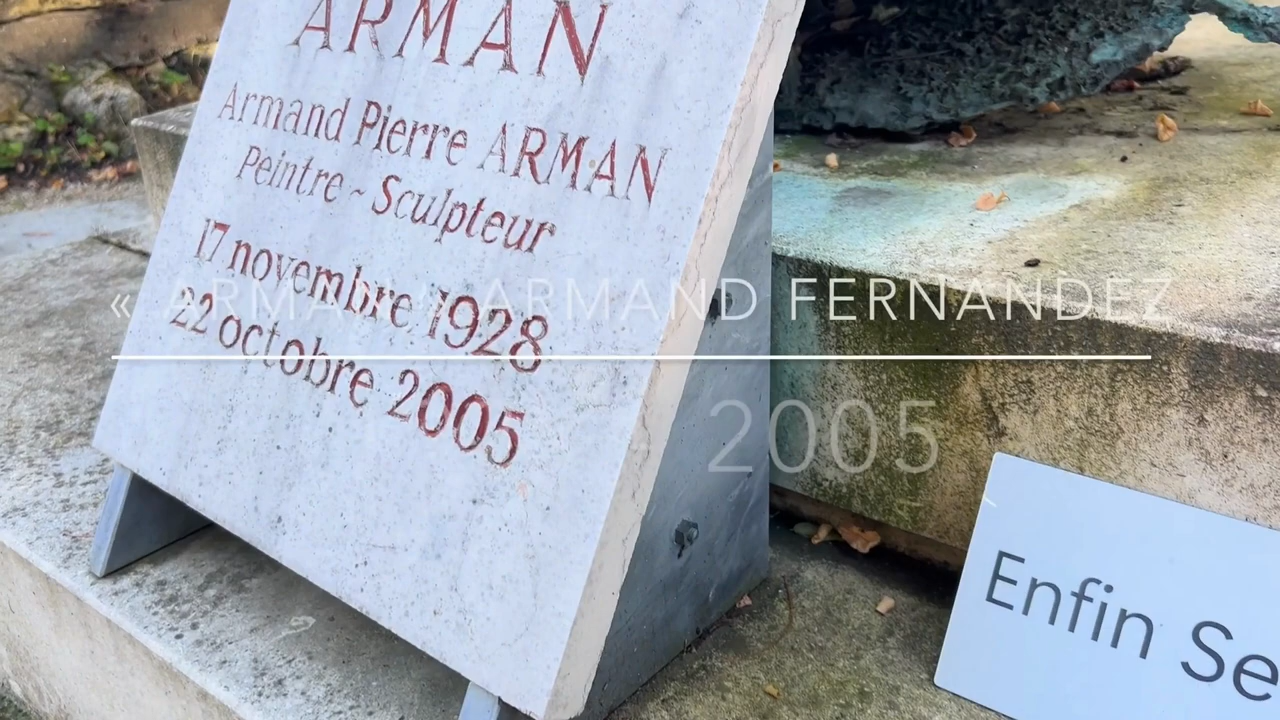 ARMAN
Armand Pierre ARMAN
Peintre ~ Sculpteur
17 novembre 1928
22 octobre 2005
« ARMAN » ARMAND FERNANDEZ
2005
Enfin Se